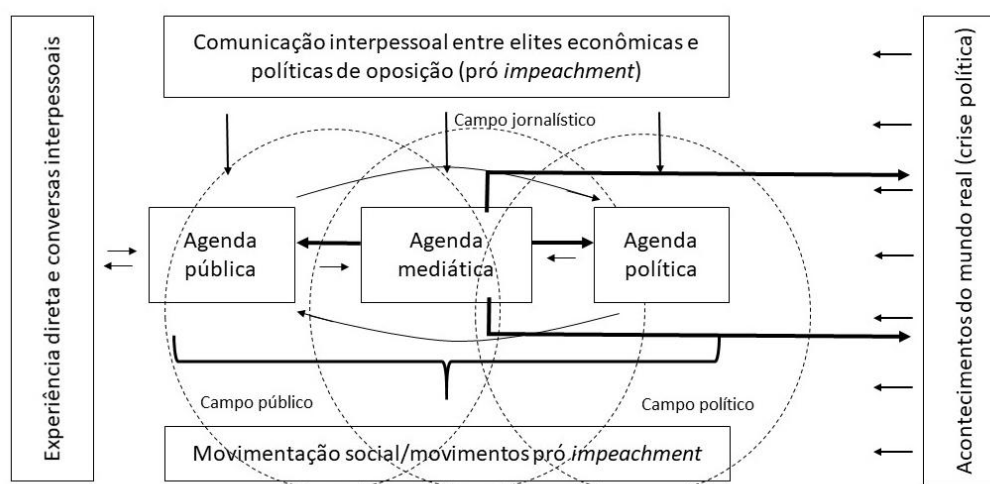 Experiência direta e conversas interpessoais
Comunicação interpessoal entre elites econômicas e
políticas de oposição (pró impeachment)
Campo jornalístico
Agenda
pública
Agenda
mediática
Agenda
política
Campo público
Campo político
Movimentação social/movimentos pró impeachment
Acontecimentos do mundo real (crise política)